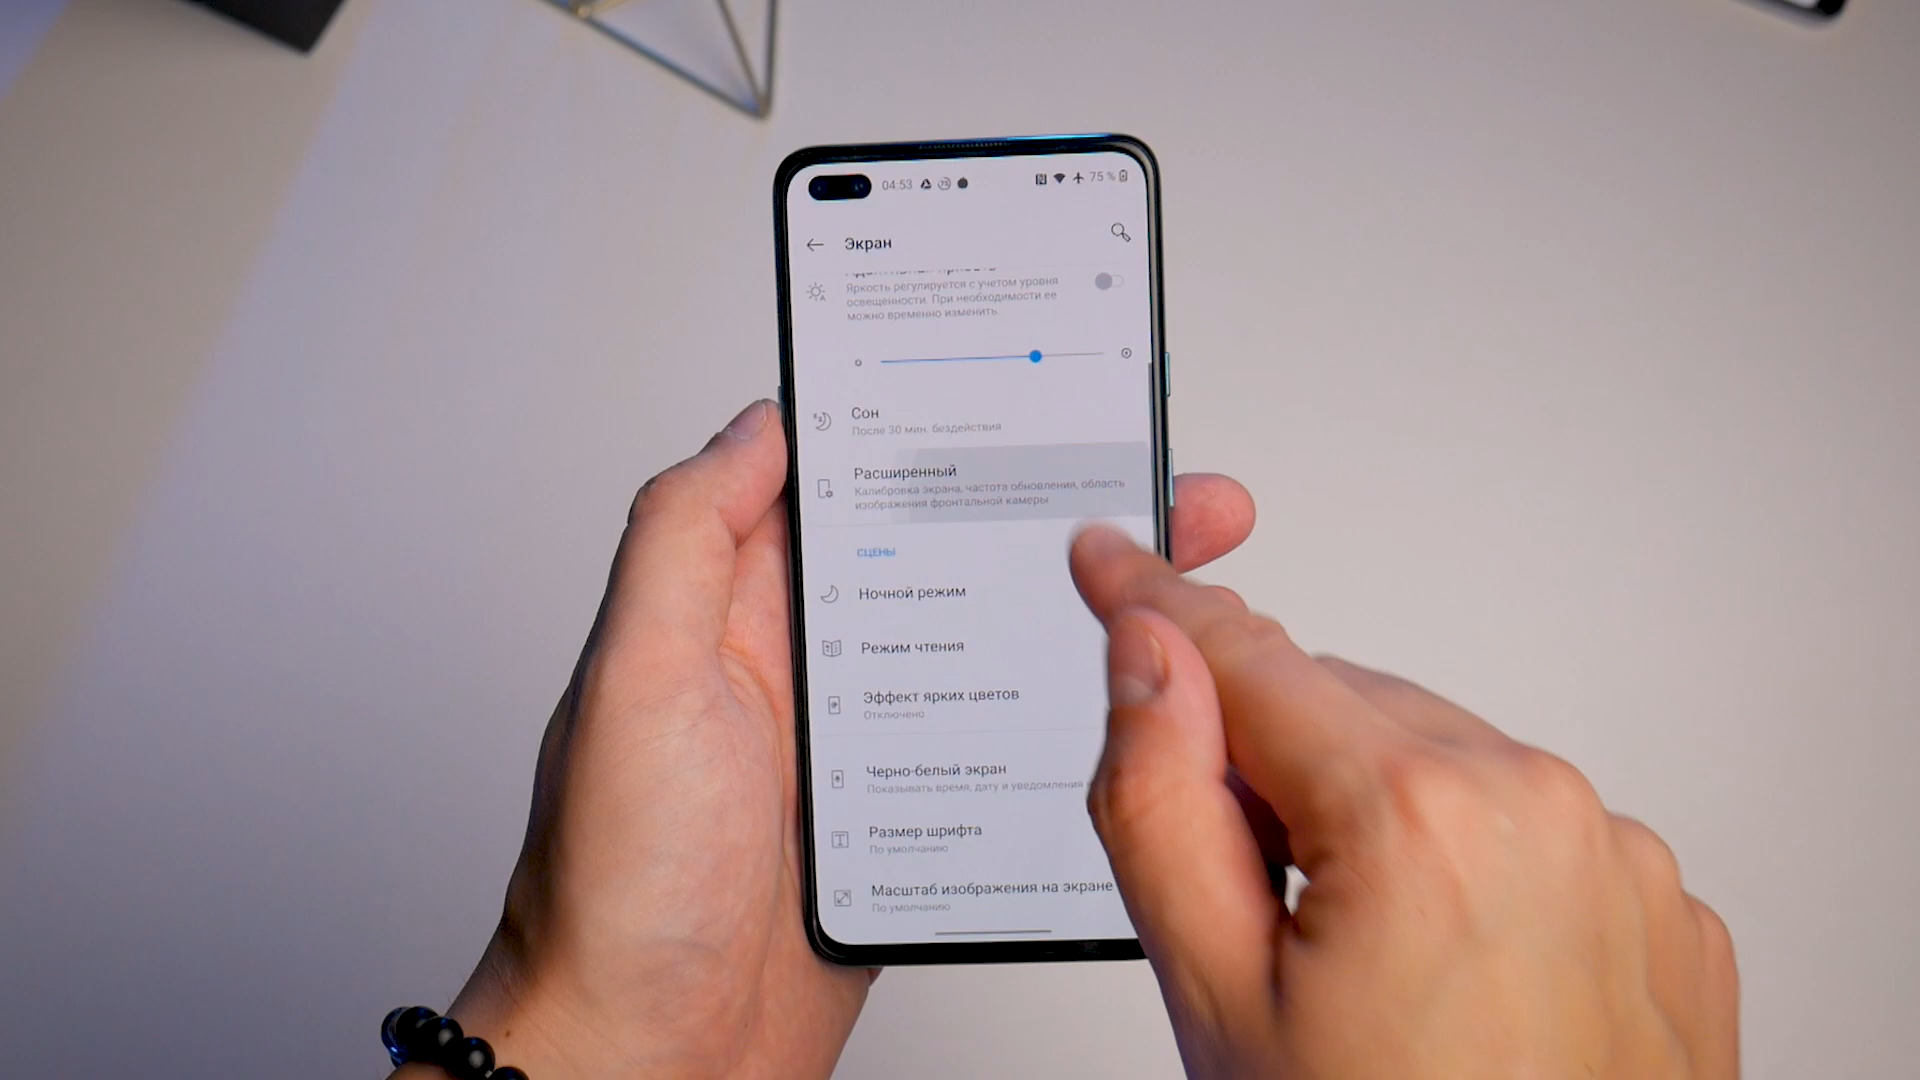 04:53
75 %
Экран
Яркость регулируется с учетом уровня
освещенности. При необходимости ее
можно временно изменить.
Сон
После 30 мин. бездействия
Расширенный
Калибровка экрана, частота обновления, область
изображения фронтальной камеры
СЦЕНЫ
Ночной режим
Режим чтения
Эффект ярких цветов
Отключено
Черно-белый экран
Показывать время, дату и уведомления
Размер шрифта
По умолчанию
Масштаб изображения на экране
По умолчанию